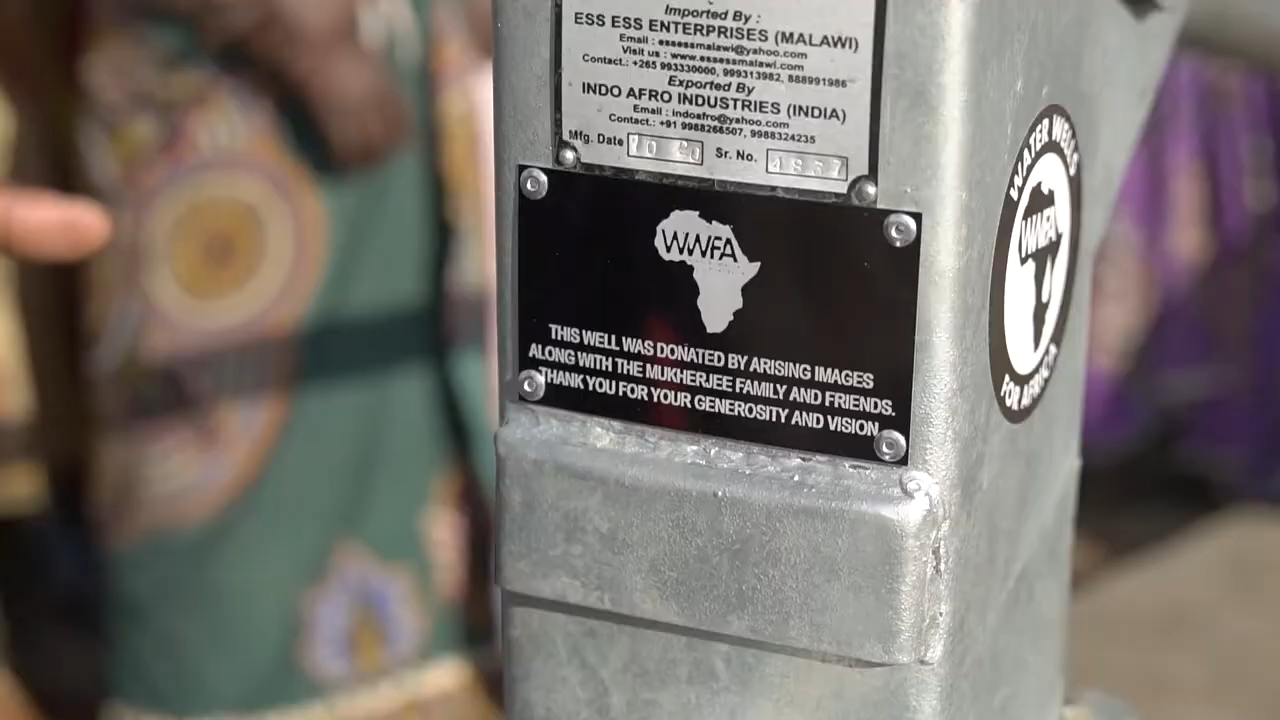 Imported By :
ESS ESS ENTERPRISES (MALAWI)
Email : essessmalawi@yahoo.com
Visit us : www.essessmalawi.com
Contact.: +265 993330000, 999313982, 888991986
Exported By
INDO AFRO INDUSTRIES (INDIA)
Email : indoafro@yahoo.com
Contact.: +91 9988266507, 9988324235
Mfg. Date 10 20 Sr. No. 4837
WWFA
THIS WELL WAS DONATED BY ARISING IMAGES
ALONG WITH THE MUKHERJEE FAMILY AND FRIENDS.
THANK YOU FOR YOUR GENEROSITY AND VISION
WATER WELLS
WWFA
FOR AFRICA